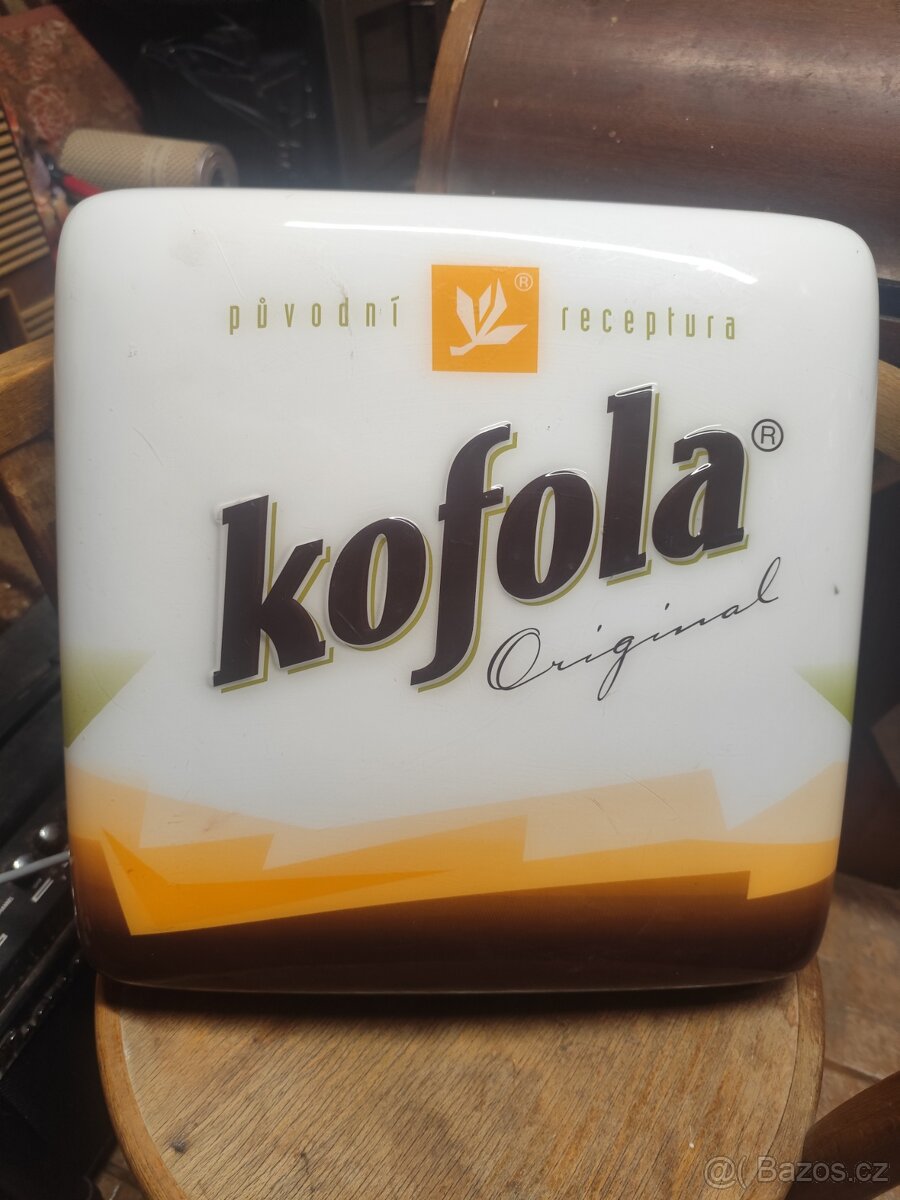 původní ® receptura
kofola®
Original
@( Bazos.cz